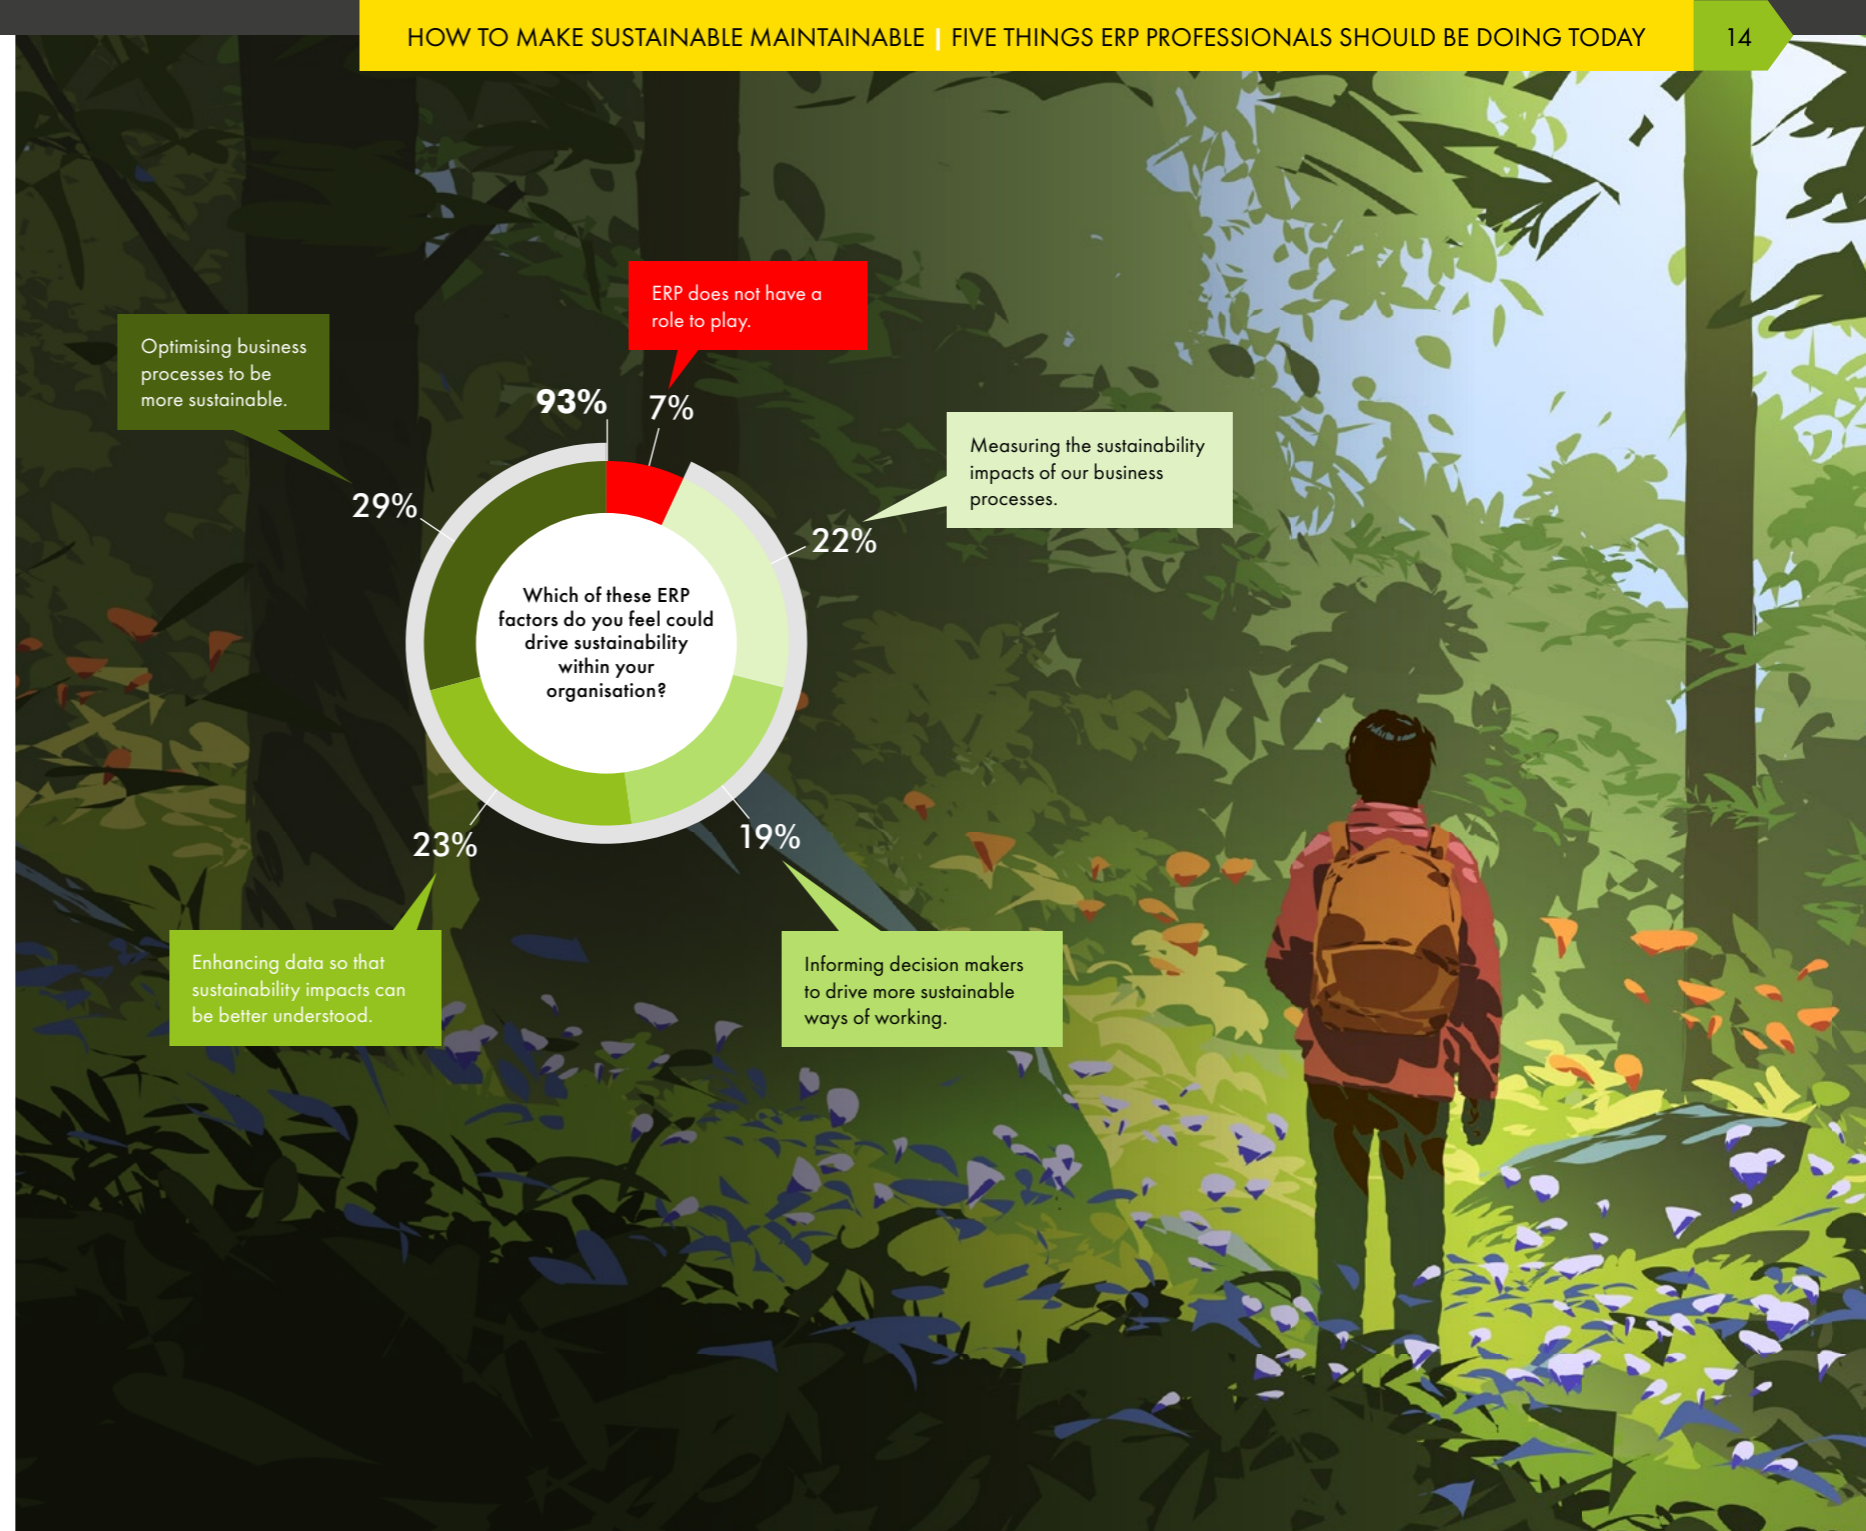 HOW TO MAKE SUSTAINABLE MAINTAINABLE | FIVE THINGS ERP PROFESSIONALS SHOULD BE DOING TODAY
14
ERP does not have a
role to play.
Optimising business
processes to be
more sustainable.
93%
7%
Measuring the sustainability
impacts of our business
processes.
29%
22%
Which of these ERP
factors do you feel could
drive sustainability
within your
organisation?
23%
19%
Enhancing data so that
sustainability impacts can
be better understood.
Informing decision makers
to drive more sustainable
ways of working.